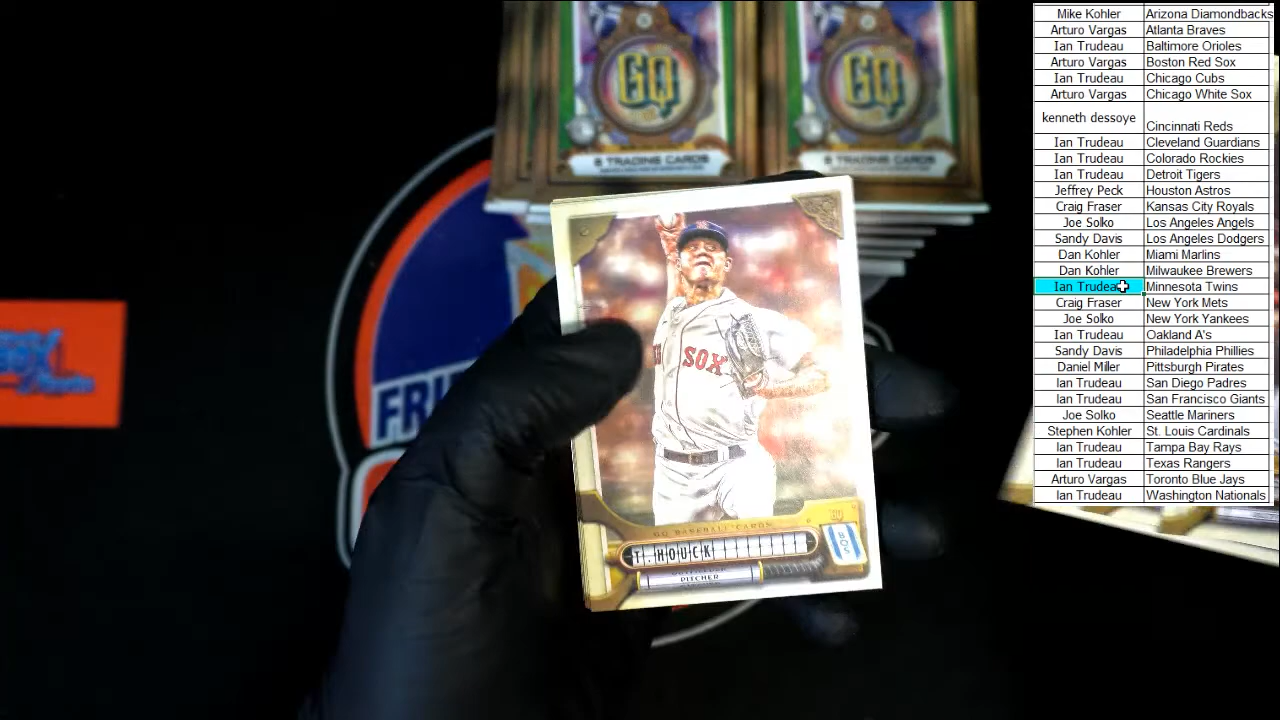 GQ
GQ
8 TRADING CARDS
8 TRADING CARDS
FRI
SOX
GQ BASEBALL CARDS
T. HOUCK
PITCHER
BOS
Mike Kohler Arizona Diamondbacks
Arturo Vargas Atlanta Braves
Ian Trudeau Baltimore Orioles
Arturo Vargas Boston Red Sox
Ian Trudeau Chicago Cubs
Arturo Vargas Chicago White Sox
kenneth dessoye Cincinnati Reds
Ian Trudeau Cleveland Guardians
Ian Trudeau Colorado Rockies
Ian Trudeau Detroit Tigers
Jeffrey Peck Houston Astros
Craig Fraser Kansas City Royals
Joe Solko Los Angeles Angels
Sandy Davis Los Angeles Dodgers
Dan Kohler Miami Marlins
Dan Kohler Milwaukee Brewers
Ian Trudeau Minnesota Twins
Craig Fraser New York Mets
Joe Solko New York Yankees
Ian Trudeau Oakland A's
Sandy Davis Philadelphia Phillies
Daniel Miller Pittsburgh Pirates
Ian Trudeau San Diego Padres
Ian Trudeau San Francisco Giants
Joe Solko Seattle Mariners
Stephen Kohler St. Louis Cardinals
Ian Trudeau Tampa Bay Rays
Ian Trudeau Texas Rangers
Arturo Vargas Toronto Blue Jays
Ian Trudeau Washington Nationals